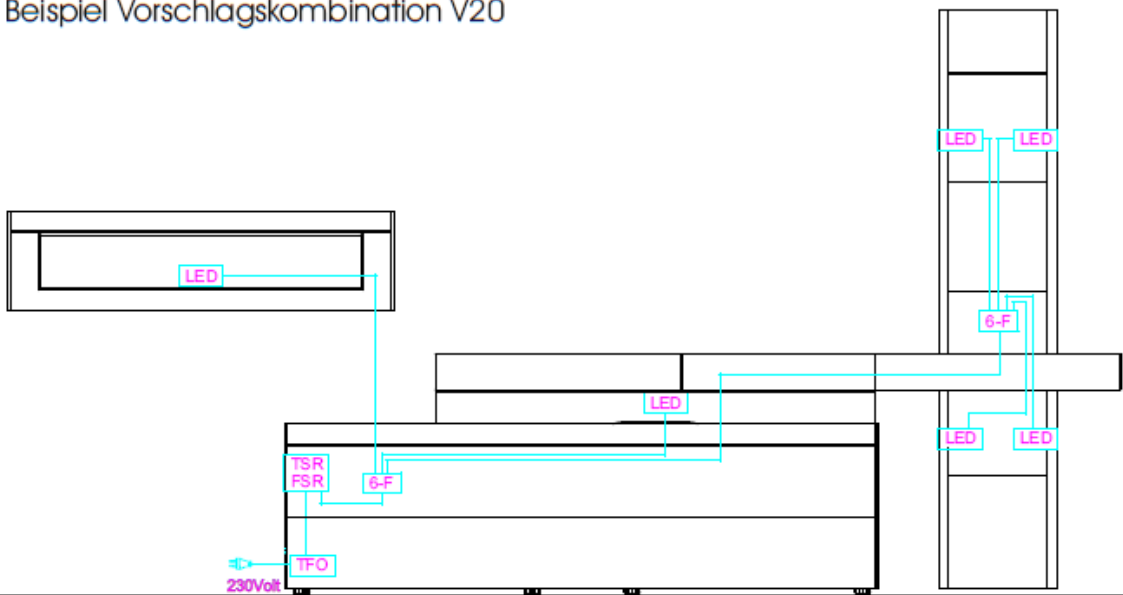 Beispiel Vorschlagskombination V20
LED LED
LED
6-F
LED
LED LED
TSR
FSR
6-F
TFO
230Volt